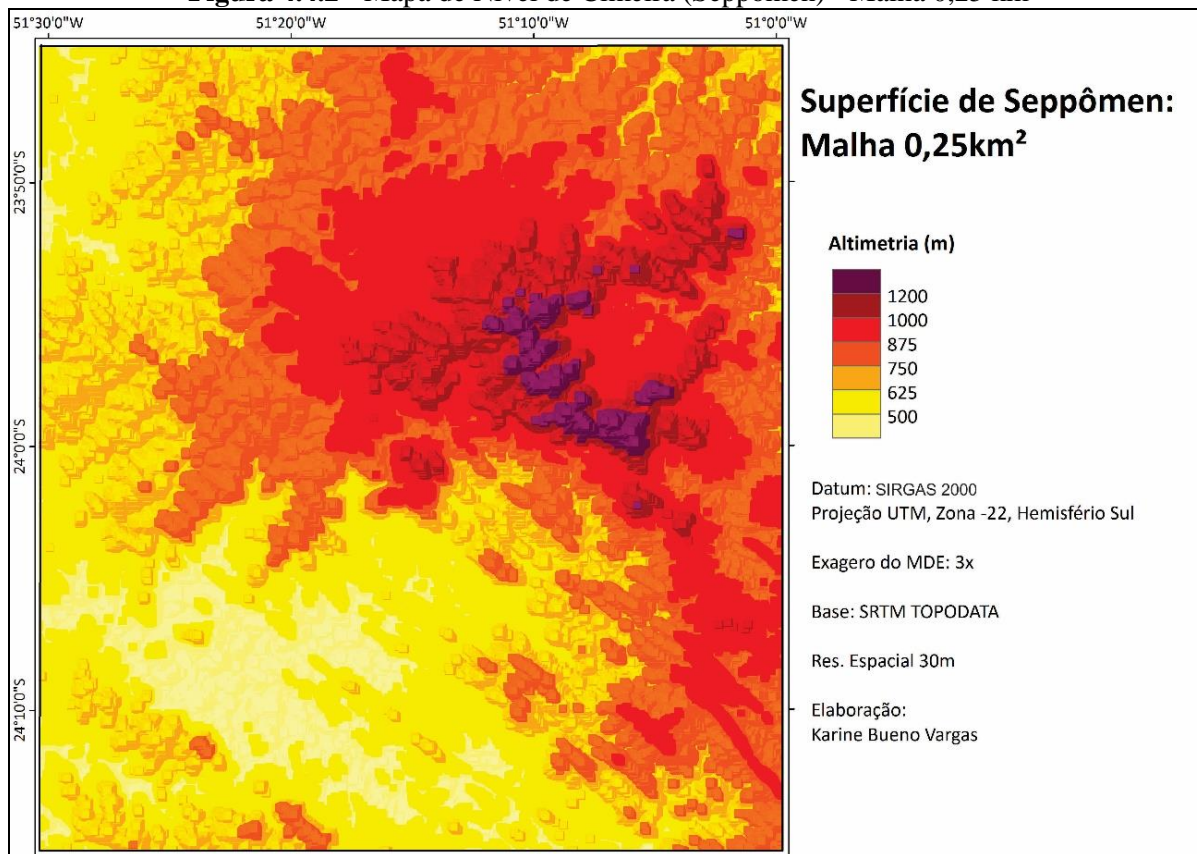 51°30'0"W 51°20'0"W 51°10'0"W 51°0'0"W
23°50'0"S
24°0'0"S
24°10'0"S
Superfície de Seppômen:
Malha 0,25km²
Altimetria (m)
1200
1000
875
750
625
500
Datum: SIRGAS 2000
Projeção UTM, Zona -22, Hemisfério Sul
Exagero do MDE: 3x
Base: SRTM TOPODATA
Res. Espacial 30m
Elaboração:
Karine Bueno Vargas